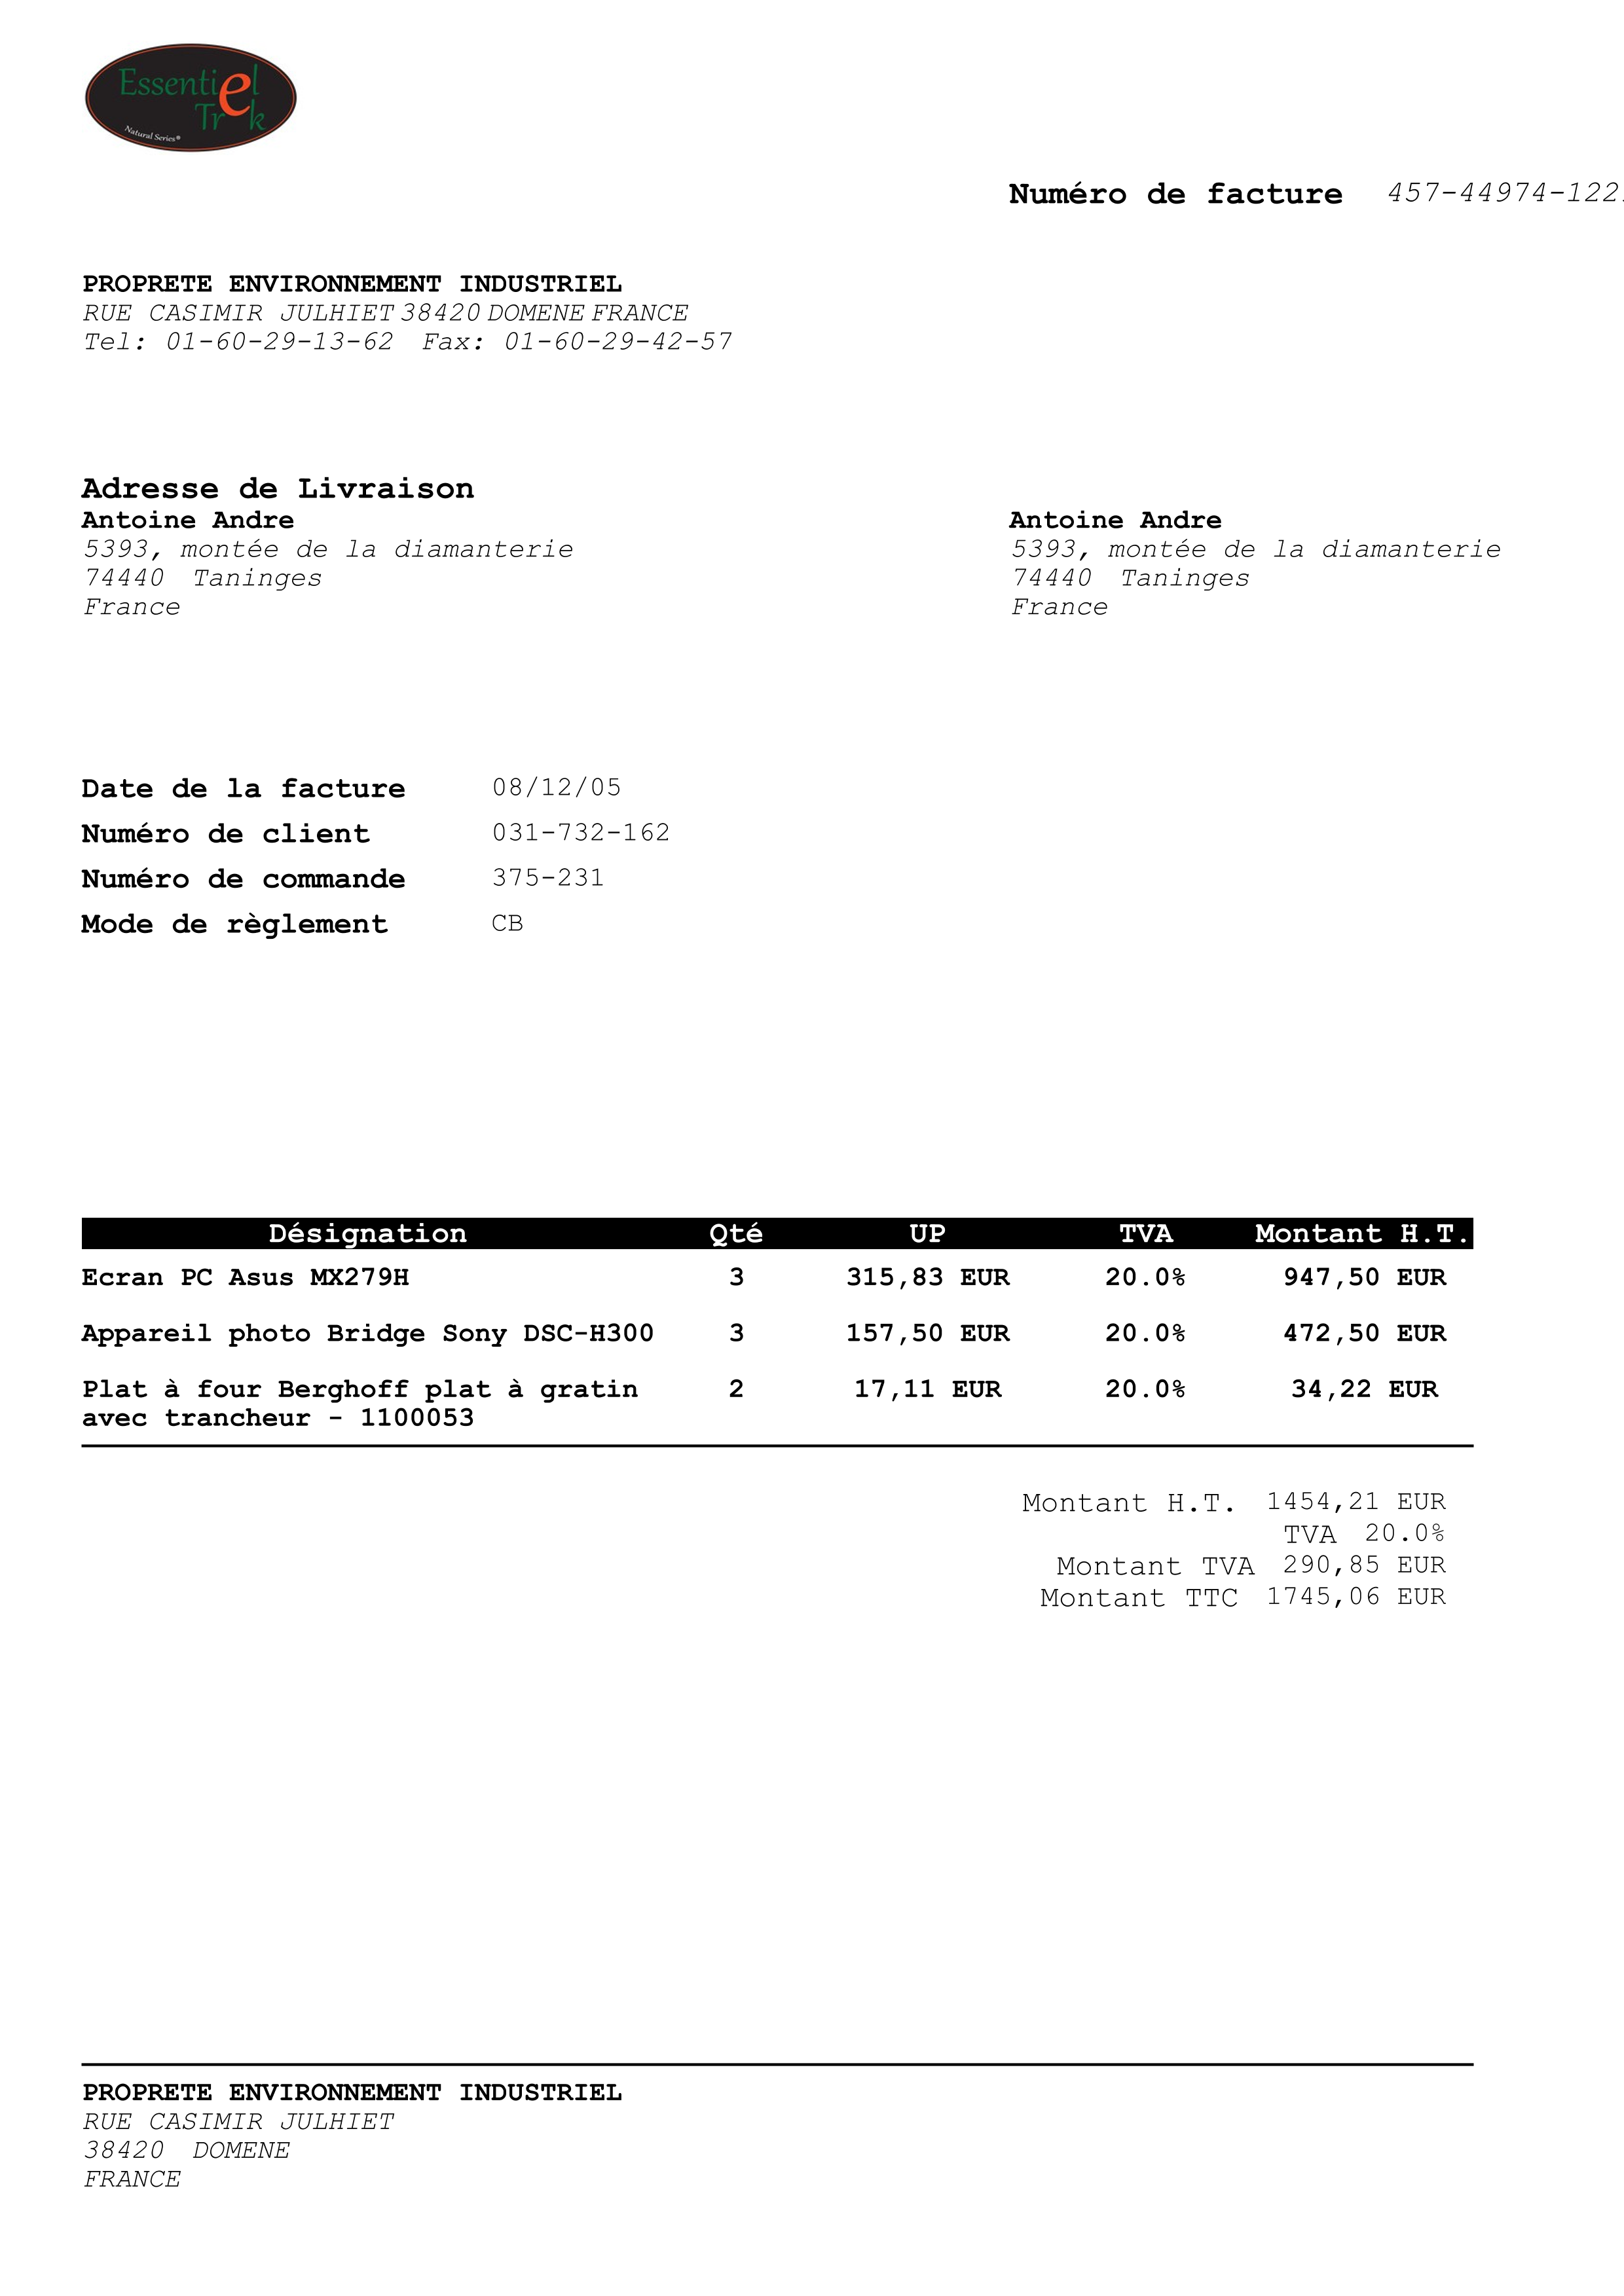 Essentiel
Trek
Natural Series®
Numéro de facture 457-44974-122
PROPRETE ENVIRONNEMENT INDUSTRIEL
RUE CASIMIR JULHIET 38420 DOMENE FRANCE
Tel: 01-60-29-13-62 Fax: 01-60-29-42-57
Adresse de Livraison
Antoine Andre
5393, montée de la diamanterie
74440 Taninges
France
Antoine Andre
5393, montée de la diamanterie
74440 Taninges
France
Date de la facture 08/12/05
Numéro de client 031-732-162
Numéro de commande 375-231
Mode de règlement CB
Désignation Qté UP TVA Montant H.T.
Ecran PC Asus MX279H 3 315,83 EUR 20.0% 947,50 EUR
Appareil photo Bridge Sony DSC-H300 3 157,50 EUR 20.0% 472,50 EUR
Plat à four Berghoff plat à gratin 2 17,11 EUR 20.0% 34,22 EUR
avec trancheur - 1100053
Montant H.T. 1454,21 EUR
TVA 20.0%
Montant TVA 290,85 EUR
Montant TTC 1745,06 EUR
PROPRETE ENVIRONNEMENT INDUSTRIEL
RUE CASIMIR JULHIET
38420 DOMENE
FRANCE